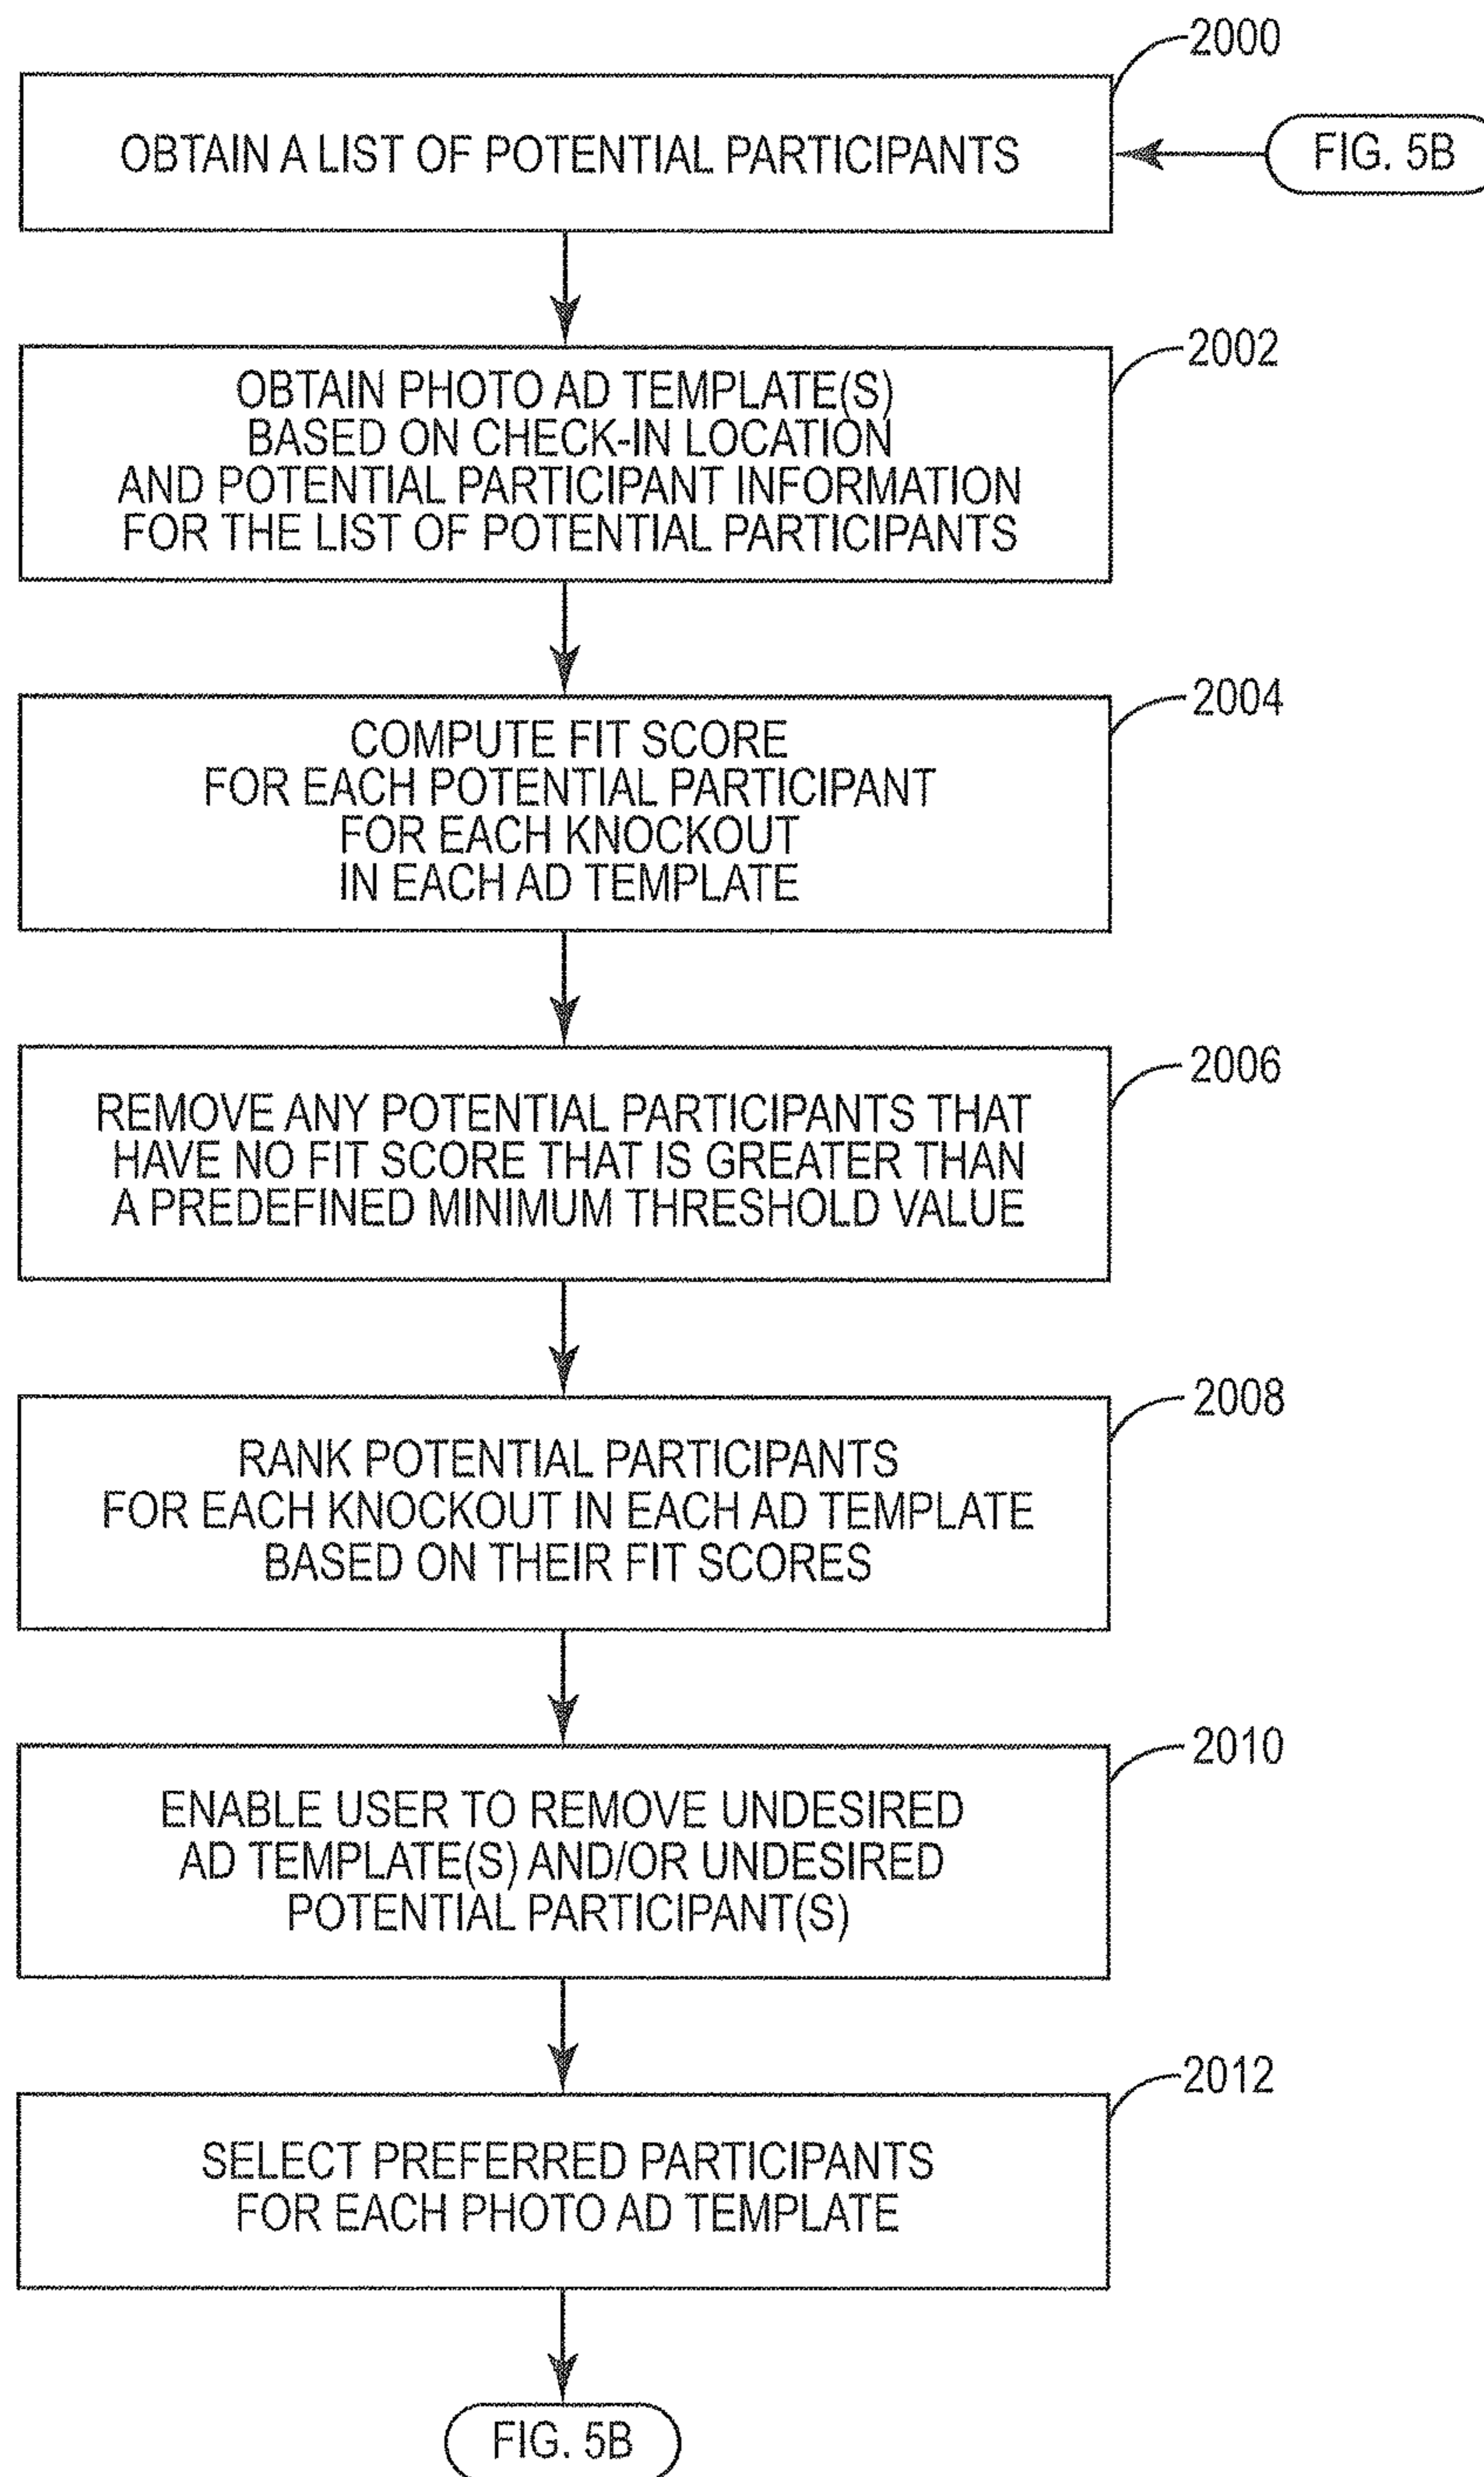 2000
OBTAIN A LIST OF POTENTIAL PARTICIPANTS
FIG. 5B
2002
OBTAIN PHOTO AD TEMPLATE(S)
BASED ON CHECK-IN LOCATION
AND POTENTIAL PARTICIPANT INFORMATION
FOR THE LIST OF POTENTIAL PARTICIPANTS
2004
COMPUTE FIT SCORE
FOR EACH POTENTIAL PARTICIPANT
FOR EACH KNOCKOUT
IN EACH AD TEMPLATE
2006
REMOVE ANY POTENTIAL PARTICIPANTS THAT
HAVE NO FIT SCORE THAT IS GREATER THAN
A PREDEFINED MINIMUM THRESHOLD VALUE
2008
RANK POTENTIAL PARTICIPANTS
FOR EACH KNOCKOUT IN EACH AD TEMPLATE
BASED ON THEIR FIT SCORES
2010
ENABLE USER TO REMOVE UNDESIRED
AD TEMPLATE(S) AND/OR UNDESIRED
POTENTIAL PARTICIPANT(S)
2012
SELECT PREFERRED PARTICIPANTS
FOR EACH PHOTO AD TEMPLATE
FIG. 5B